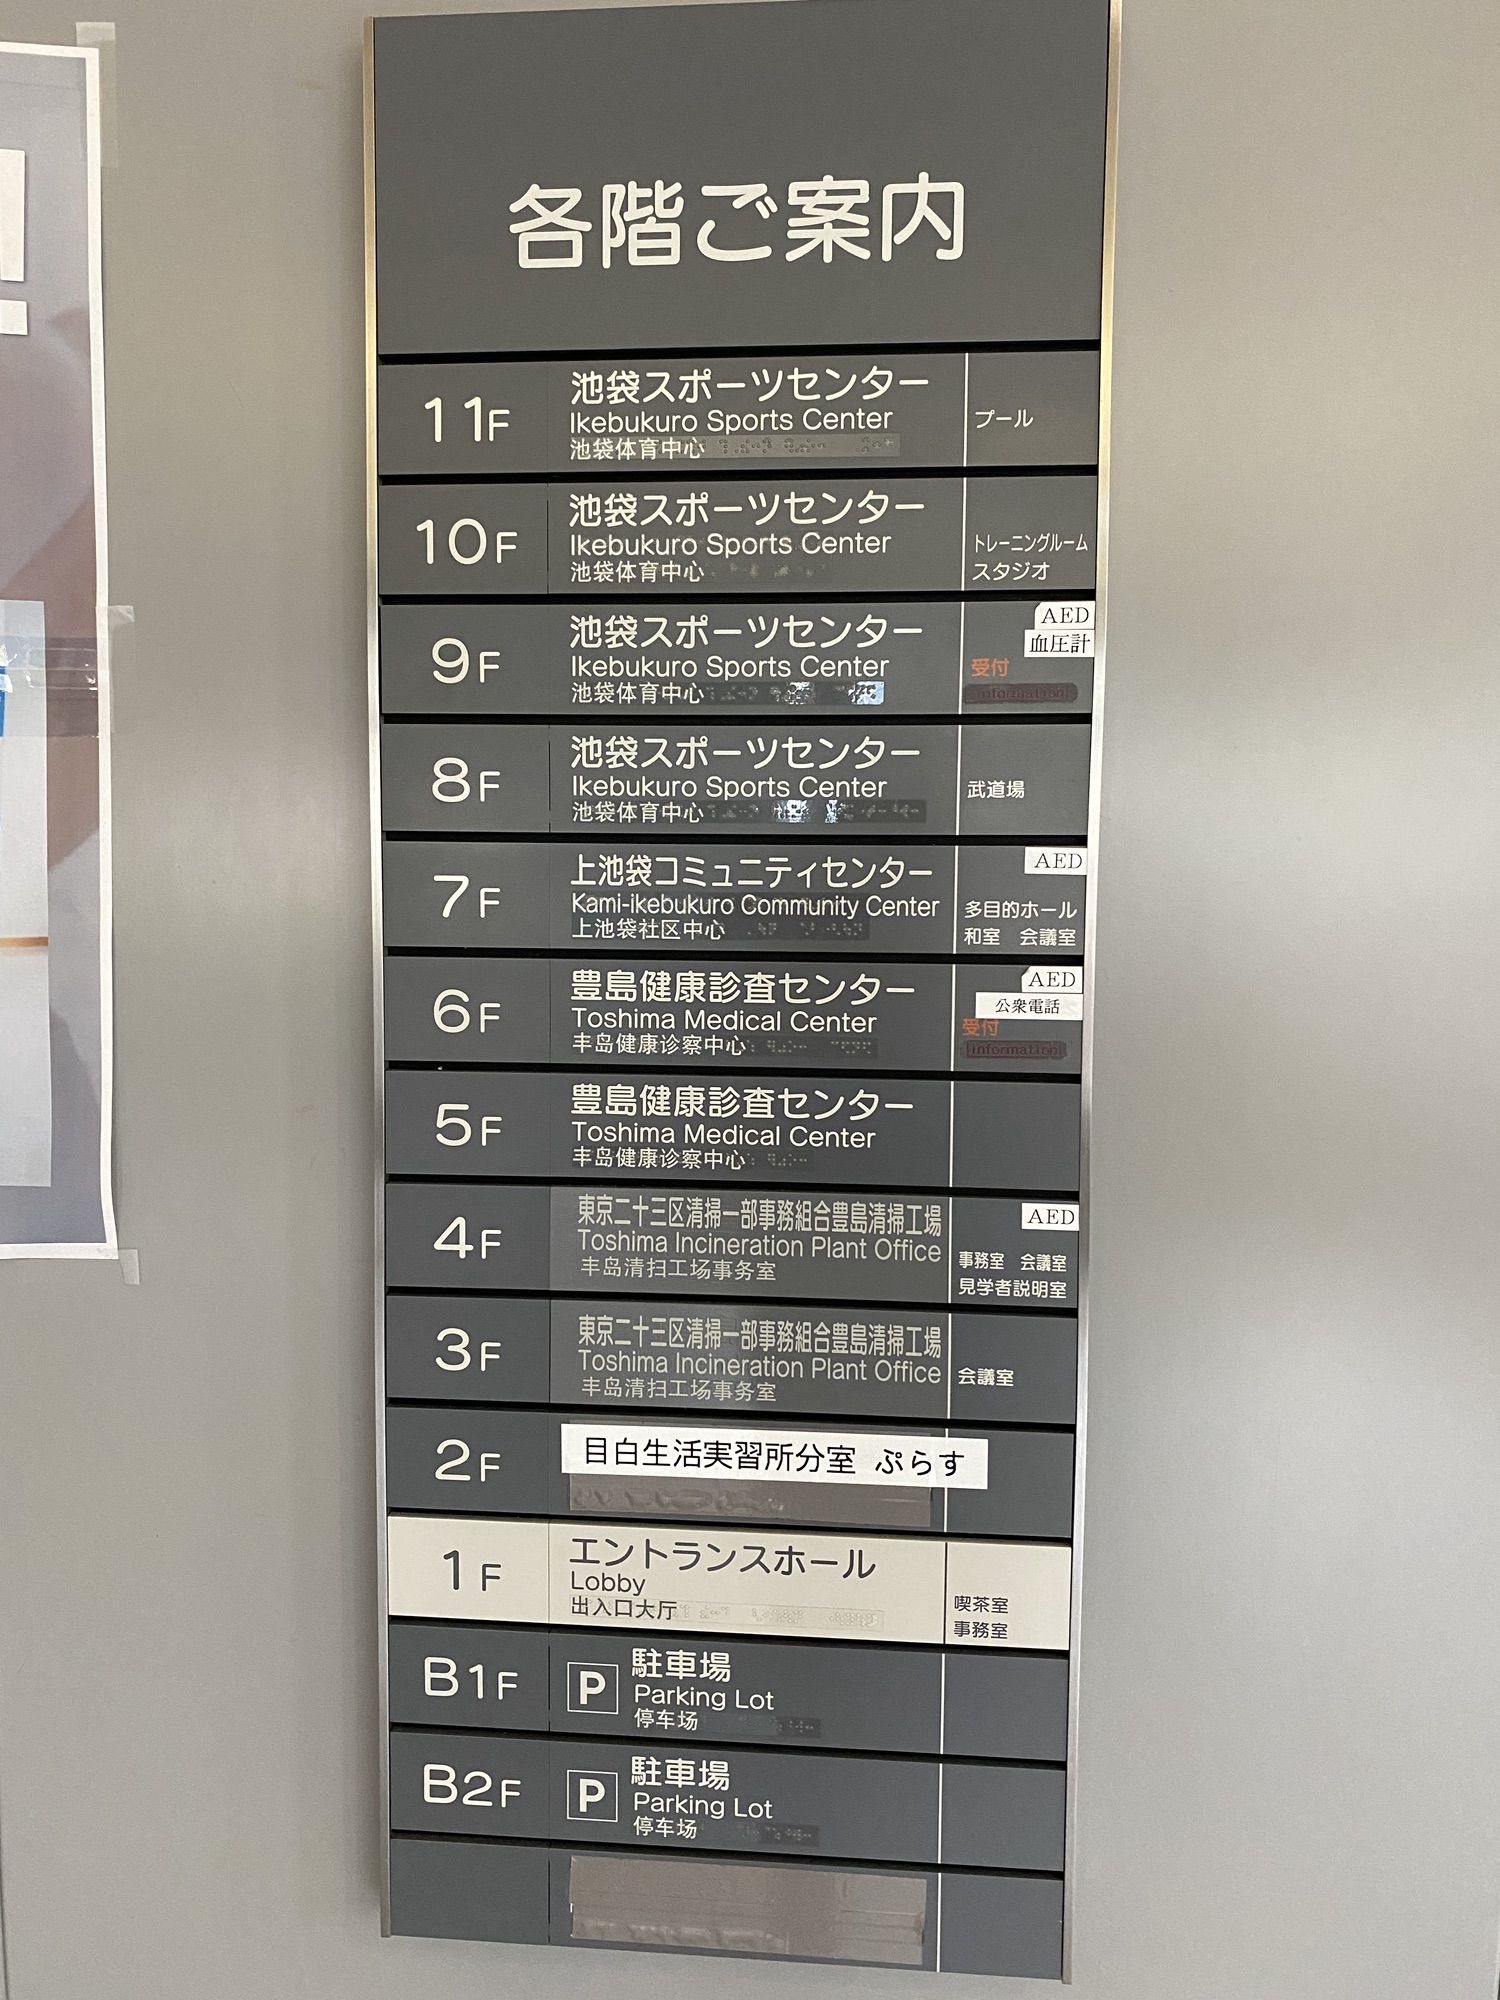 !
各階ご案内
11F
池袋スポーツセンター
Ikebukuro Sports Center
池袋体育中心
プール
10F
池袋スポーツセンター
Ikebukuro Sports Center
池袋体育中心
トレーニングルーム
スタジオ
9F
池袋スポーツセンター
Ikebukuro Sports Center
池袋体育中心
AED
血圧計
受付
information
8F
池袋スポーツセンター
Ikebukuro Sports Center
池袋体育中心
武道場
7F
上池袋コミュニティセンター
Kami-ikebukuro Community Center
上池袋社区中心
AED
多目的ホール
和室 会議室
6F
豊島健康診査センター
Toshima Medical Center
丰岛健康诊察中心
AED
公衆電話
受付
information
5F
豊島健康診査センター
Toshima Medical Center
丰岛健康诊察中心
4F
東京二十三区清掃一部事務組合豊島清掃工場
Toshima Incineration Plant Office
丰岛清扫工场事务室
AED
事務室 会議室
見学者説明室
3F
東京二十三区清掃一部事務組合豊島清掃工場
Toshima Incineration Plant Office
丰岛清扫工场事务室
会議室
2F
目白生活実習所分室 ぷらす
1F
エントランスホール
Lobby
出入口大厅
喫茶室
事務室
B1F
P
駐車場
Parking Lot
停车场
B2F
P
駐車場
Parking Lot
停车场